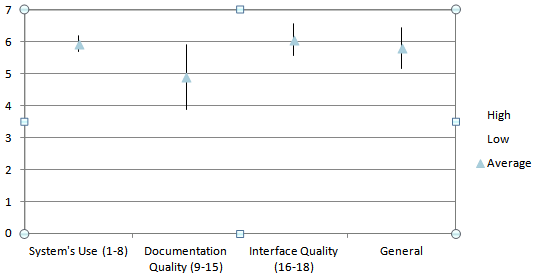 7
6
5
4
3
2
1
0
High
Low
Average
System's Use (1-8)
Documentation
Quality (9-15)
Interface Quality
(16-18)
General